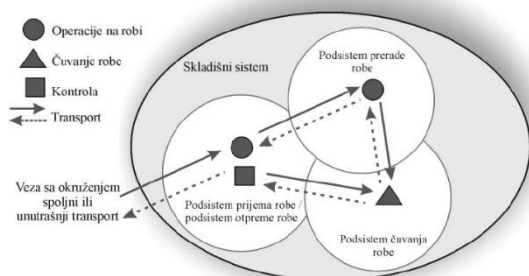 Operacije na robi
Čuvanje robe
Kontrola
Transport
Skladišni sistem
Podsistem prerade
robe
Veza sa okruženjem
spoljni ili
unutrašnji transport
Podsistem prijema robe /
podsistem otpreme robe
Podsistem čuvanja
robe